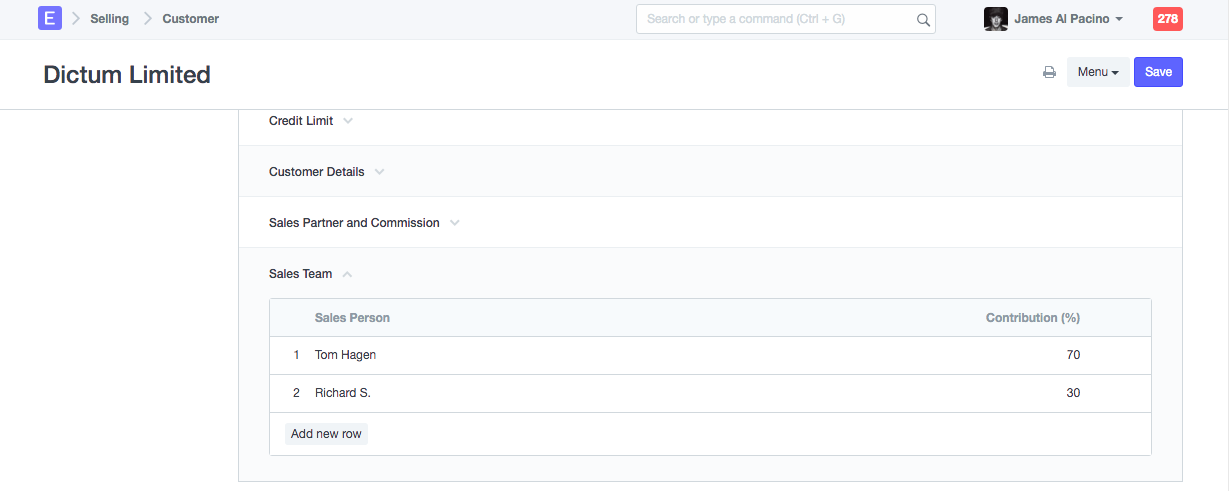 E Selling Customer Search or type a command (Ctrl + G) James Al Pacino 278
Dictum Limited Menu Save
Credit Limit
Customer Details
Sales Partner and Commission
Sales Team
Sales Person Contribution (%)
1 Tom Hagen 70
2 Richard S. 30
Add new row